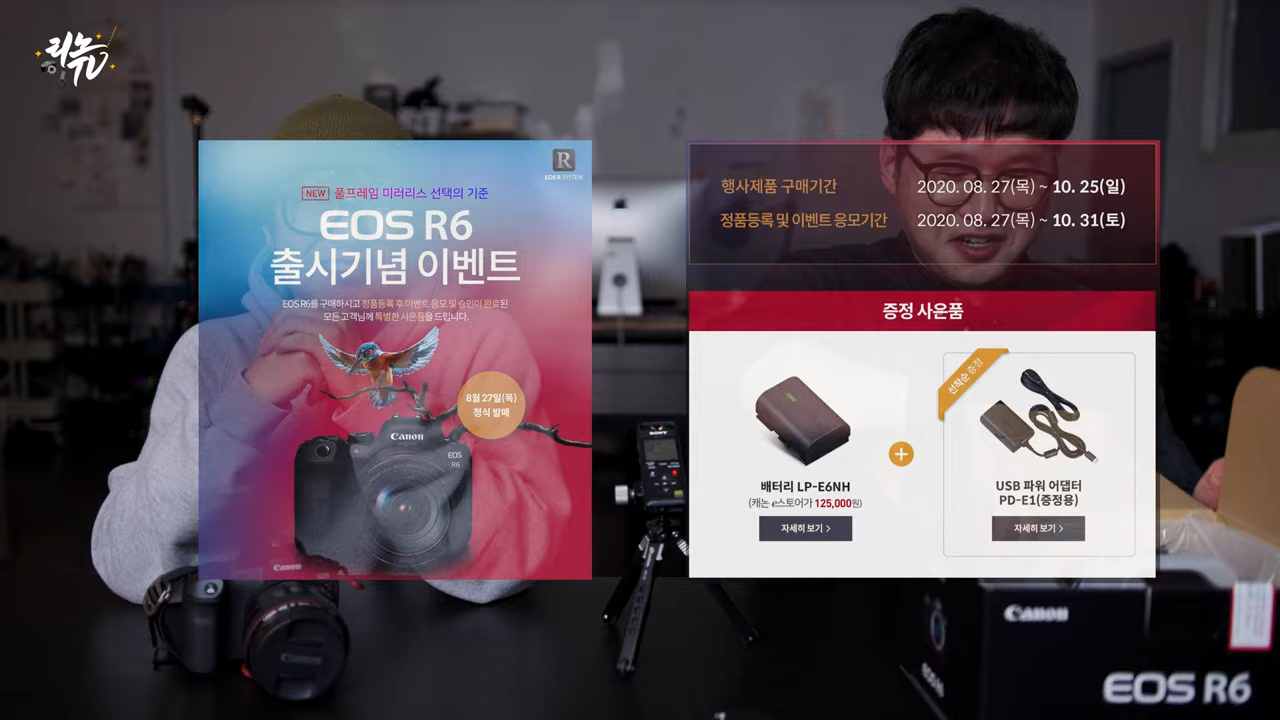 리뉴
R
EOS R SYSTEM
NEW 풀프레임 미러리스 선택의 기준
EOS R6
출시기념 이벤트
EOS R6를 구매하시고 정품등록 후 이벤트 응모 및 승인이 완료된
모든 고객님께 특별한 사은품을 드립니다.
8월 27일(목)
정식 발매
Canon
EOS
R6
Canon
행사제품 구매기간 2020. 08. 27(목) ~ 10. 25(일)
정품등록 및 이벤트 응모기간 2020. 08. 27(목) ~ 10. 31(토)
증정 사은품
선착순 증정
배터리 LP-E6NH
(캐논 e스토어가 125,000원)
자세히 보기 >
USB 파워 어댑터
PD-E1(증정용)
자세히 보기 >
SONY
Canon
Canon
EOS R6